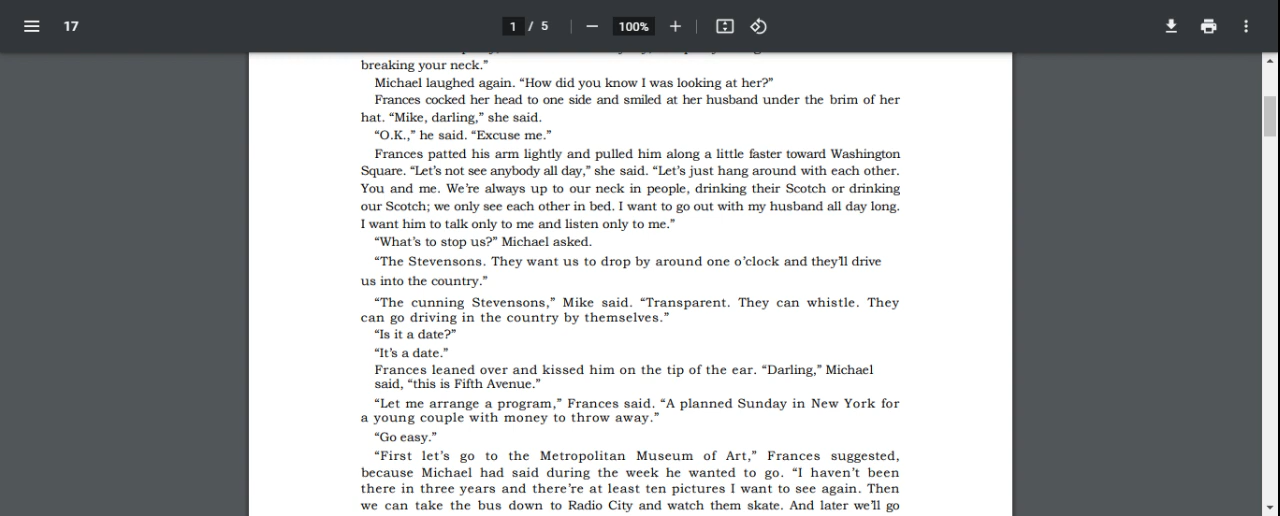 17
1 / 5
100%
breaking your neck.”
Michael laughed again. “How did you know I was looking at her?”
Frances cocked her head to one side and smiled at her husband under the brim of her
hat. “Mike, darling,” she said.
“O.K.,” he said. “Excuse me.”
Frances patted his arm lightly and pulled him along a little faster toward Washington
Square. “Let’s not see anybody all day,” she said. “Let’s just hang around with each other.
You and me. We’re always up to our neck in people, drinking their Scotch or drinking
our Scotch; we only see each other in bed. I want to go out with my husband all day long.
I want him to talk only to me and listen only to me.”
“What’s to stop us?” Michael asked.
“The Stevensons. They want us to drop by around one o’clock and they’ll drive
us into the country.”
“The cunning Stevensons,” Mike said. “Transparent. They can whistle. They
can go driving in the country by themselves.”
“Is it a date?”
“It’s a date.”
Frances leaned over and kissed him on the tip of the ear. “Darling,” Michael
said, “this is Fifth Avenue.”
“Let me arrange a program,” Frances said. “A planned Sunday in New York for
a young couple with money to throw away.”
“Go easy.”
“First let’s go to the Metropolitan Museum of Art,” Frances suggested,
because Michael had said during the week he wanted to go. “I haven’t been
there in three years and there’re at least ten pictures I want to see again. Then
we can take the bus down to Radio City and watch them skate. And later we’ll go